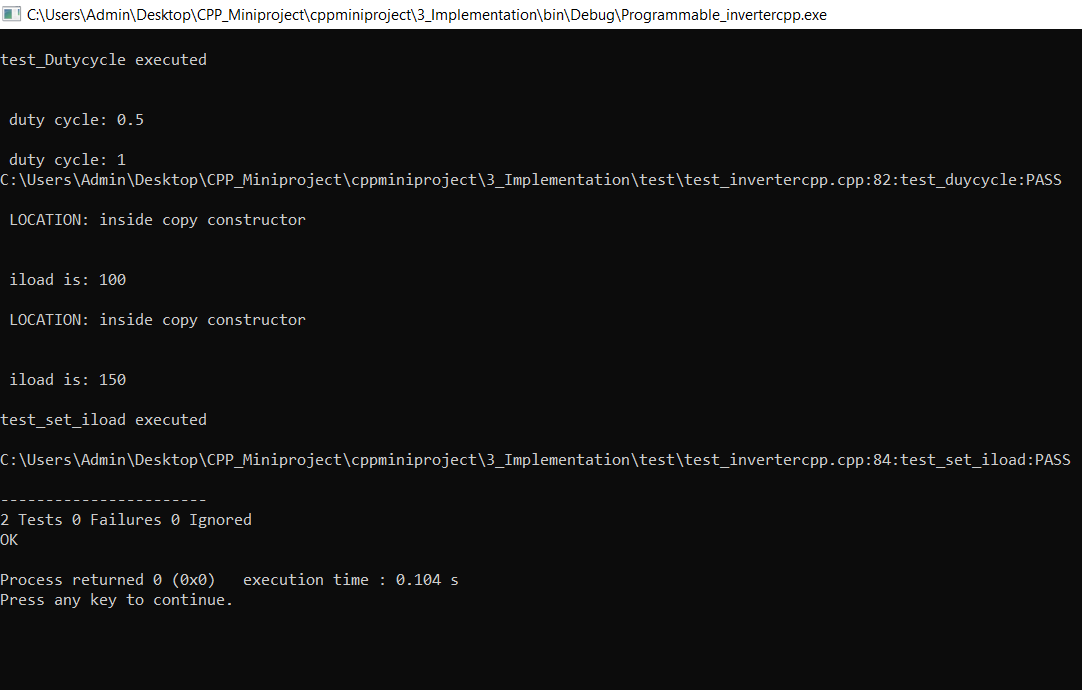 C:\Users\Admin\Desktop\CPP_Miniproject\cppminiproject\3_Implementation\bin\Debug\Programmable_invertercpp.exe
test_Dutycycle executed
duty cycle: 0.5
duty cycle: 1
C:\Users\Admin\Desktop\CPP_Miniproject\cppminiproject\3_Implementation\test\test_invertercpp.cpp:82:test_duycycle:PASS
LOCATION: inside copy constructor
iload is: 100
LOCATION: inside copy constructor
iload is: 150
test_set_iload executed
C:\Users\Admin\Desktop\CPP_Miniproject\cppminiproject\3_Implementation\test\test_invertercpp.cpp:84:test_set_iload:PASS
-----------------------
2 Tests 0 Failures 0 Ignored
OK
Process returned 0 (0x0)   execution time : 0.104 s
Press any key to continue.